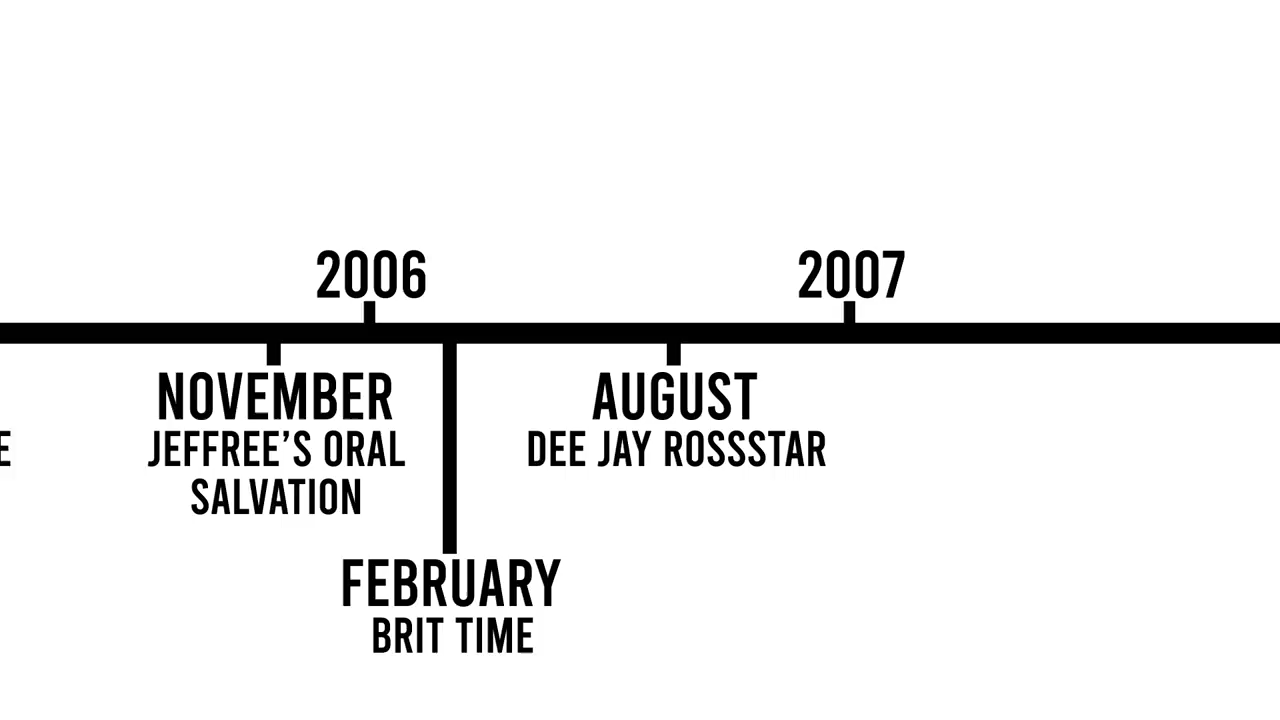 2006
2007
NOVEMBER
JEFFREE'S ORAL
SALVATION
AUGUST
DEE JAY ROSSSTAR
FEBRUARY
BRIT TIME